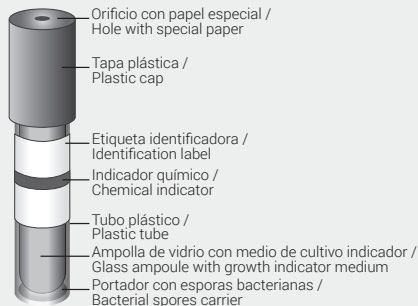 Orificio con papel especial /
Hole with special paper
Tapa plástica /
Plastic cap
Etiqueta identificadora /
Identification label
Indicador químico /
Chemical indicator
Tubo plástico /
Plastic tube
Ampolla de vidrio con medio de cultivo indicador /
Glass ampoule with growth indicator medium
Portador con esporas bacterianas /
Bacterial spores carrier